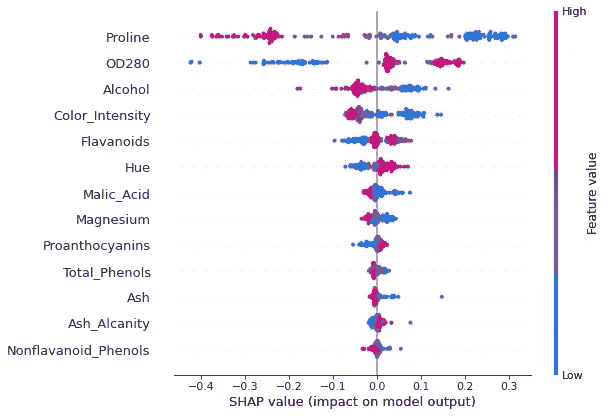 High
Proline
OD280
Alcohol
Color_Intensity
Flavanoids
Hue
Malic_Acid
Magnesium
Proanthocyanins
Total_Phenols
Ash
Ash_Alcanity
Nonflavanoid_Phenols
Feature value
Low
−0.4 −0.3 −0.2 −0.1 0.0 0.1 0.2 0.3
SHAP value (impact on model output)